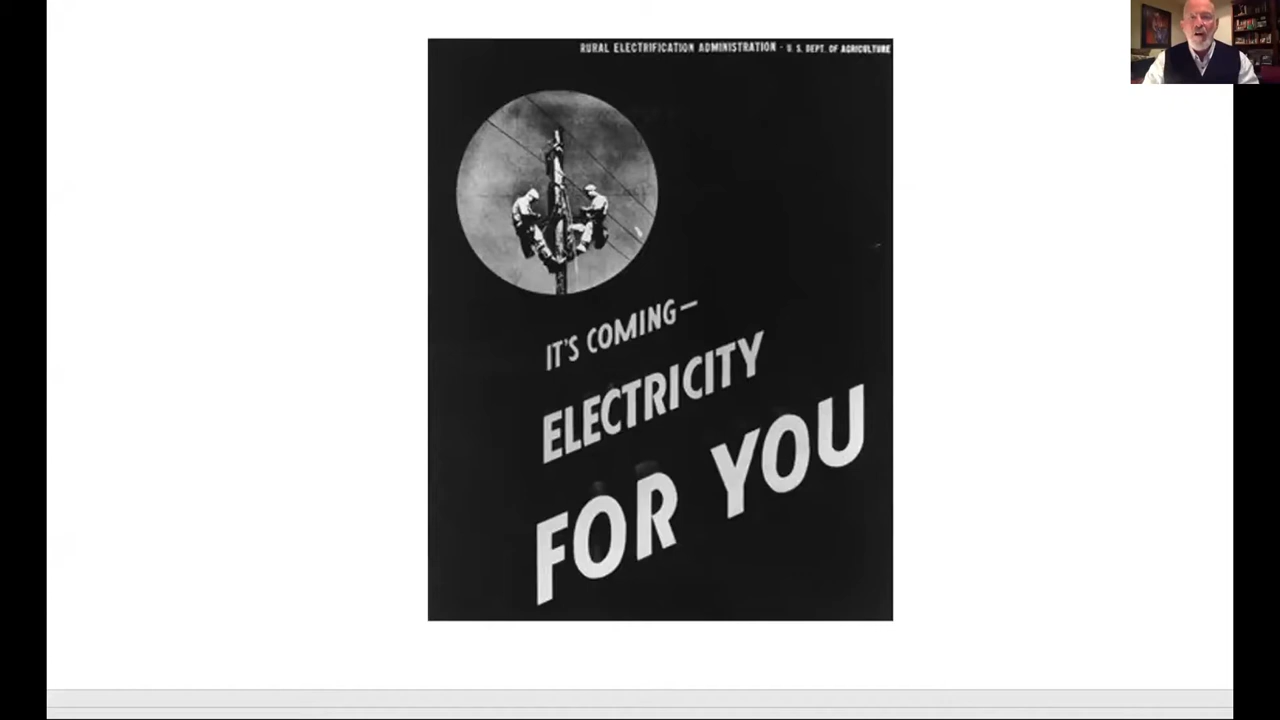 RURAL ELECTRIFICATION ADMINISTRATION · U. S. DEPT. OF AGRICULTURE
IT'S COMING—
ELECTRICITY
FOR YOU